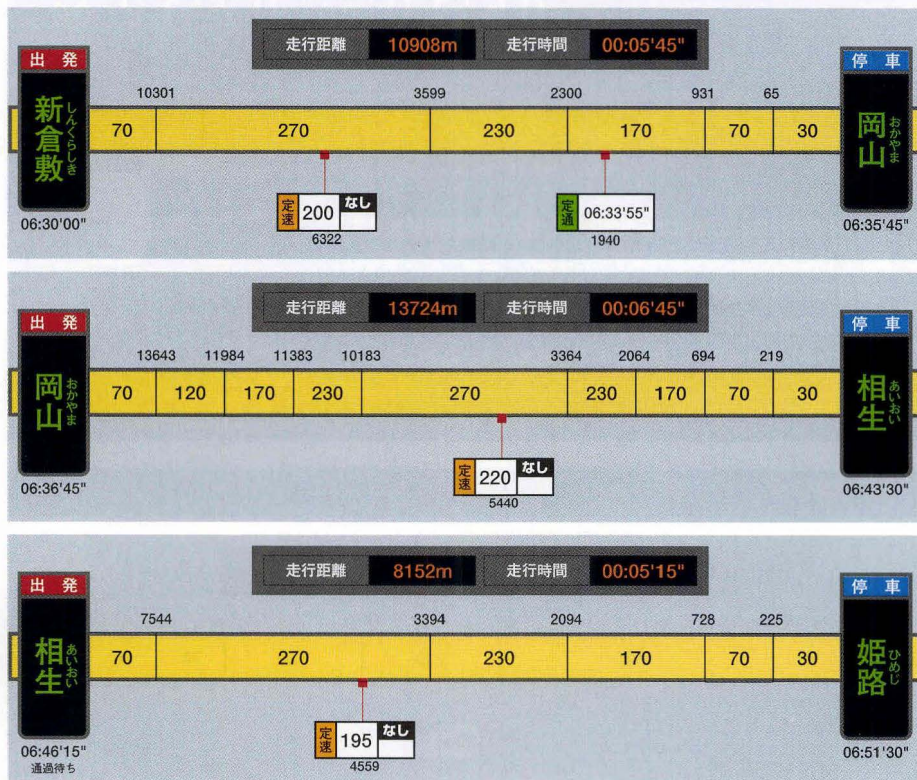 走行距離 10908m 走行時間 00:05'45"
出発
停車
10301 3599 2300 931 65
新倉敷
しんくらしき
70 270 230 170 70 30
岡山
おかやま
定速 200 なし
定通 06:33'55"
06:30'00"
6322
1940
06:35'45"
走行距離 13724m 走行時間 00:06'45"
出発
停車
13643 11984 11383 10183 3364 2064 694 219
岡山
おかやま
70 120 170 230 270 230 170 70 30
相生
あいおい
定速 220 なし
06:36'45"
5440
06:43'30"
走行距離 8152m 走行時間 00:05'15"
出発
停車
7544 3394 2094 728 225
相生
あいおい
70 270 230 170 70 30
姫路
ひめじ
定速 195 なし
06:46'15"
通過待ち
4559
06:51'30"